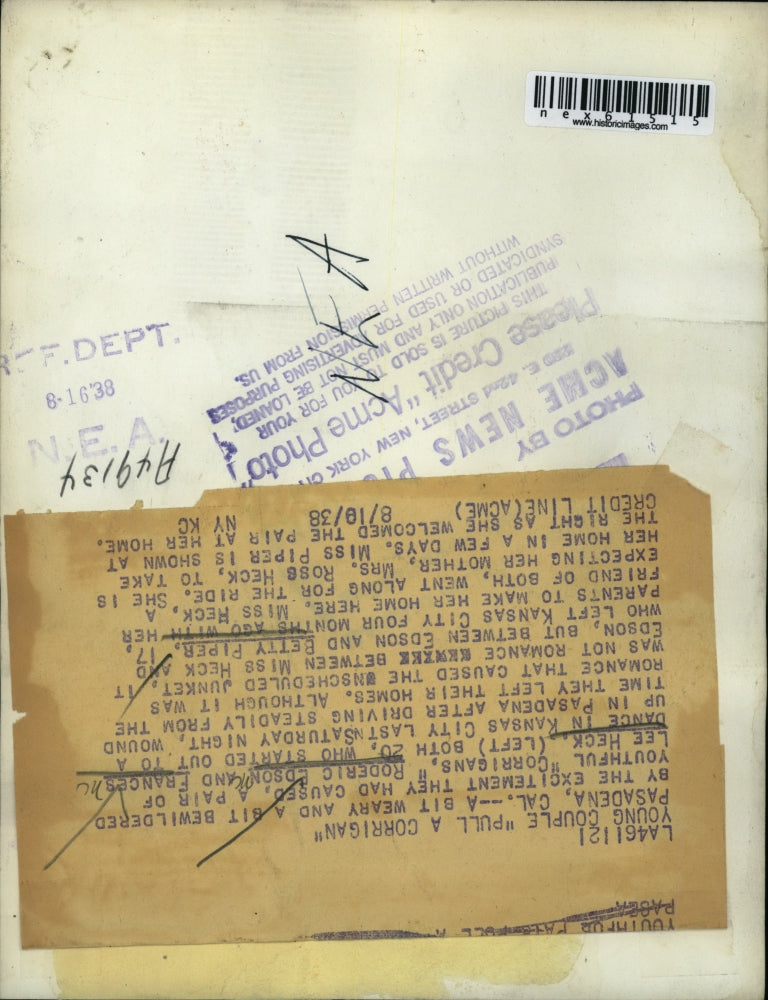 nex61515
www.historicimages.com
N.E.A
REF. DEPT.
8-16'38
N.E.A.
A49134
PHOTO BY
ACME NEWS
E. 42nd STREET, NEW YORK
Please Credit "Acme Photo"
THIS PICTURE IS SOLD TO YOU FOR YOUR
PUBLICATION ONLY AND MUST NOT BE LOANED,
SYNDICATED OR USED FOR ADVERTISING PURPOSES
WITHOUT WRITTEN PERMISSION FROM US.
LA461121
YOUNG COUPLE "PULL A CORRIGAN"
PASADENA, CAL.--A BIT WEARY AND A BIT BEWILDERED
BY THE EXCITEMENT THEY HAD CAUSED, A PAIR OF
YOUTHFUL "CORRIGANS," RODERIC EDSON AND FRANCES
LEE HECK (LEFT) BOTH 20, WHO STARTED OUT TO A
DANCE IN KANSAS CITY LAST SATURDAY NIGHT, WOUND
UP IN PASADENA AFTER DRIVING STEADILY FROM THE
TIME THEY LEFT THEIR HOMES. ALTHOUGH IT WAS
ROMANCE THAT CAUSED THE UNSCHEDULED JUNKET, IT
WAS NOT ROMANCE BETWEEN MISS HECK AND
EDSON, BUT BETWEEN EDSON AND BETTY PIPER, 17,
WHO LEFT KANSAS CITY FOUR MONTHS AGO WITH HER
PARENTS TO MAKE HER HOME HERE. MISS HECK, A
FRIEND OF BOTH, WENT ALONG FOR THE RIDE. SHE IS
EXPECTING HER MOTHER, MRS. ROSS HECK, TO TAKE
HER HOME IN A FEW DAYS. MISS PIPER IS SHOWN AT
THE RIGHT AS SHE WELCOMED THE PAIR AT HER HOME.
NY KC
CREDIT LINE(ACME) 8/10/38